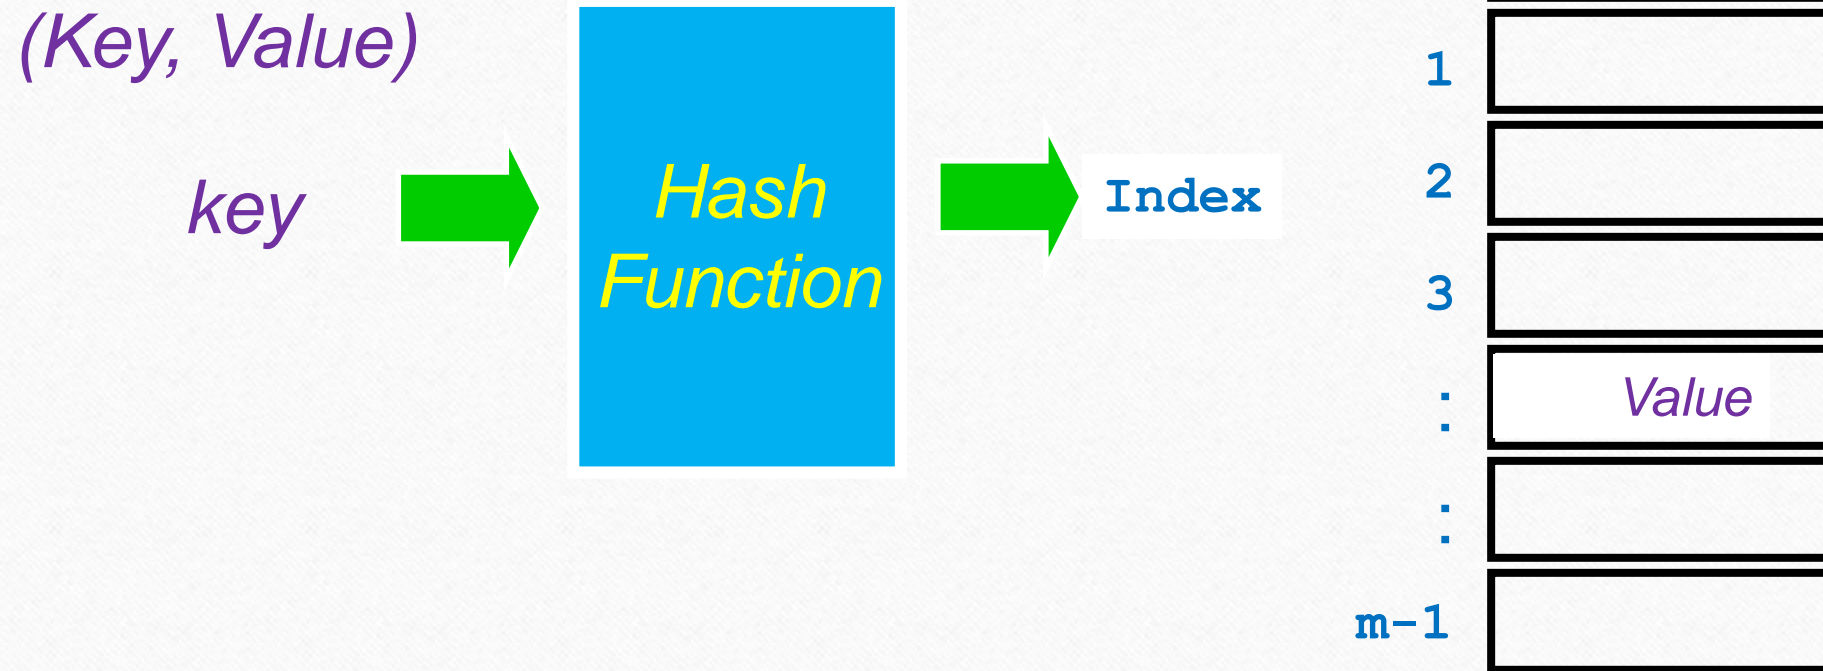 (Key, Value)
key
Hash
Function
Index
1
2
3
:
Value
:
m-1